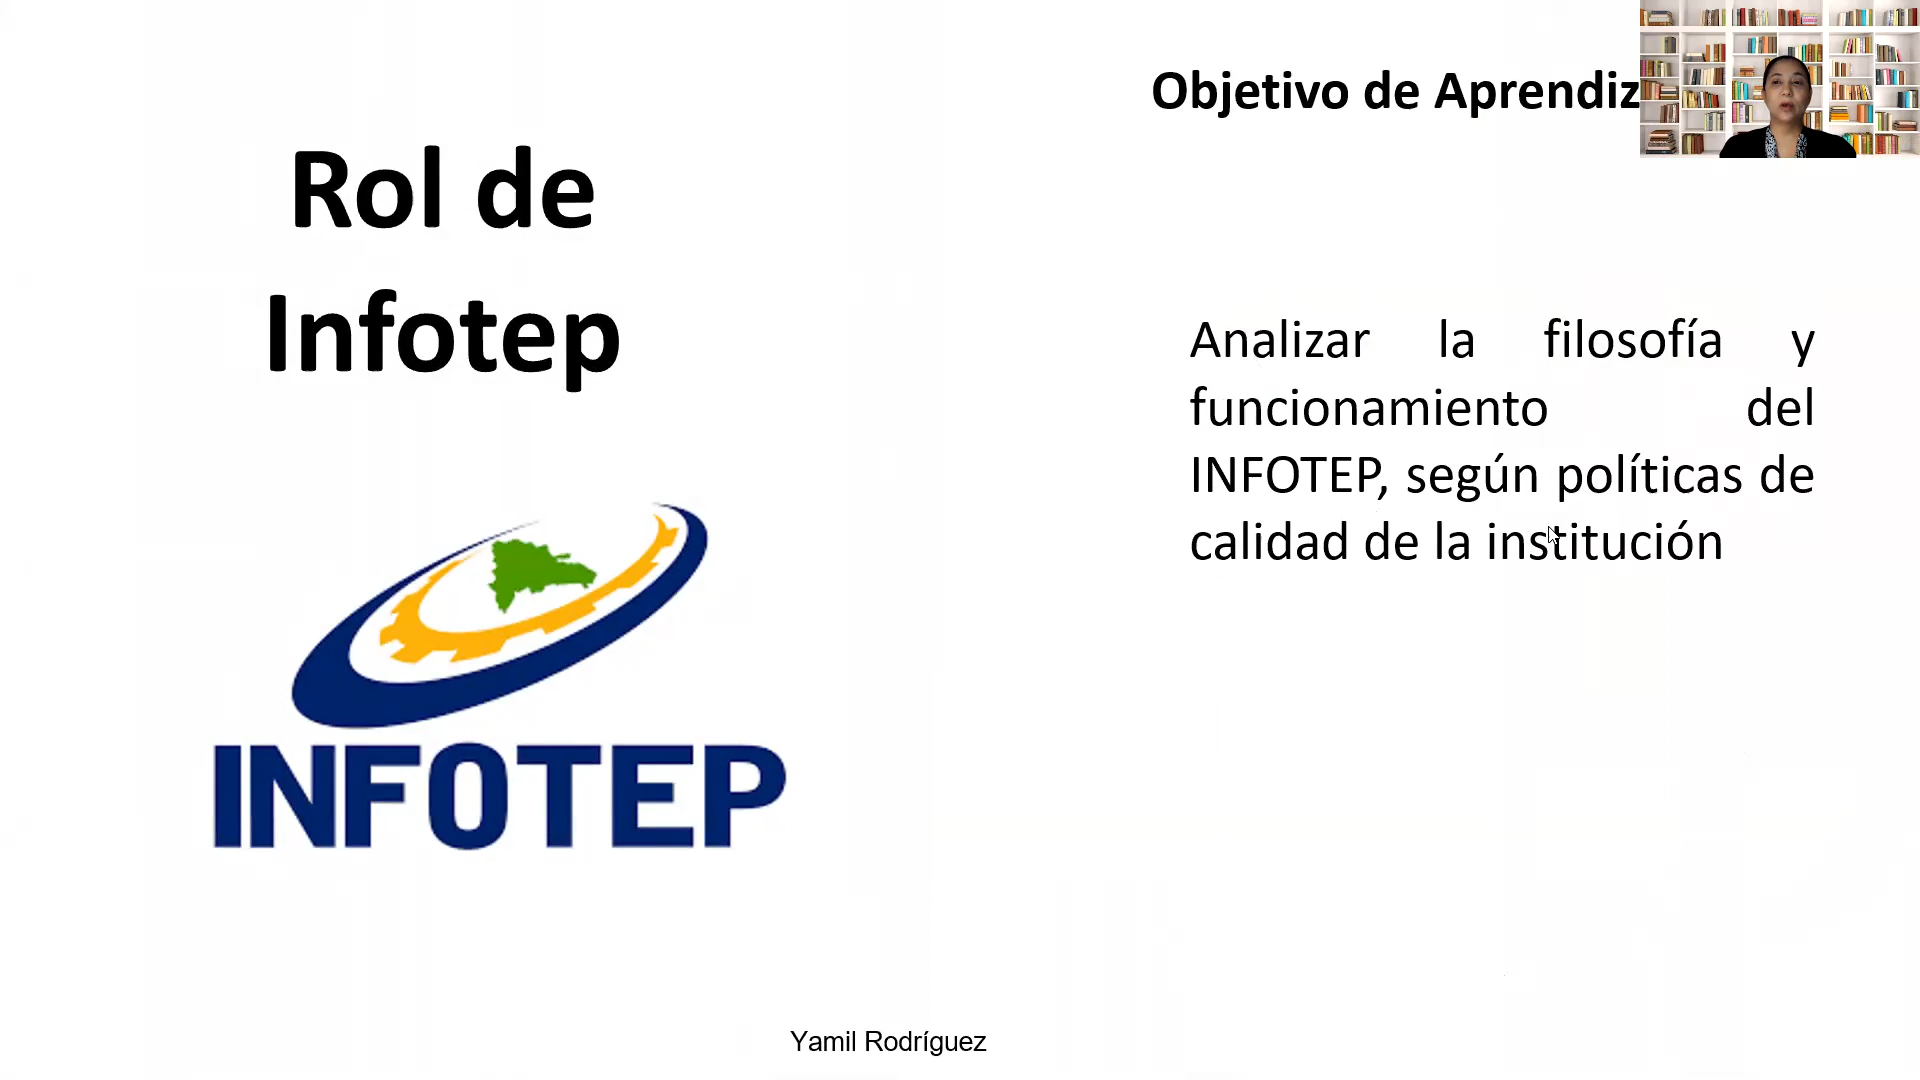 Rol de
Infotep
INFOTEP
Objetivo de Aprendiz
Analizar la filosofía y
funcionamiento del
INFOTEP, según políticas de
calidad de la institución
Yamil Rodríguez